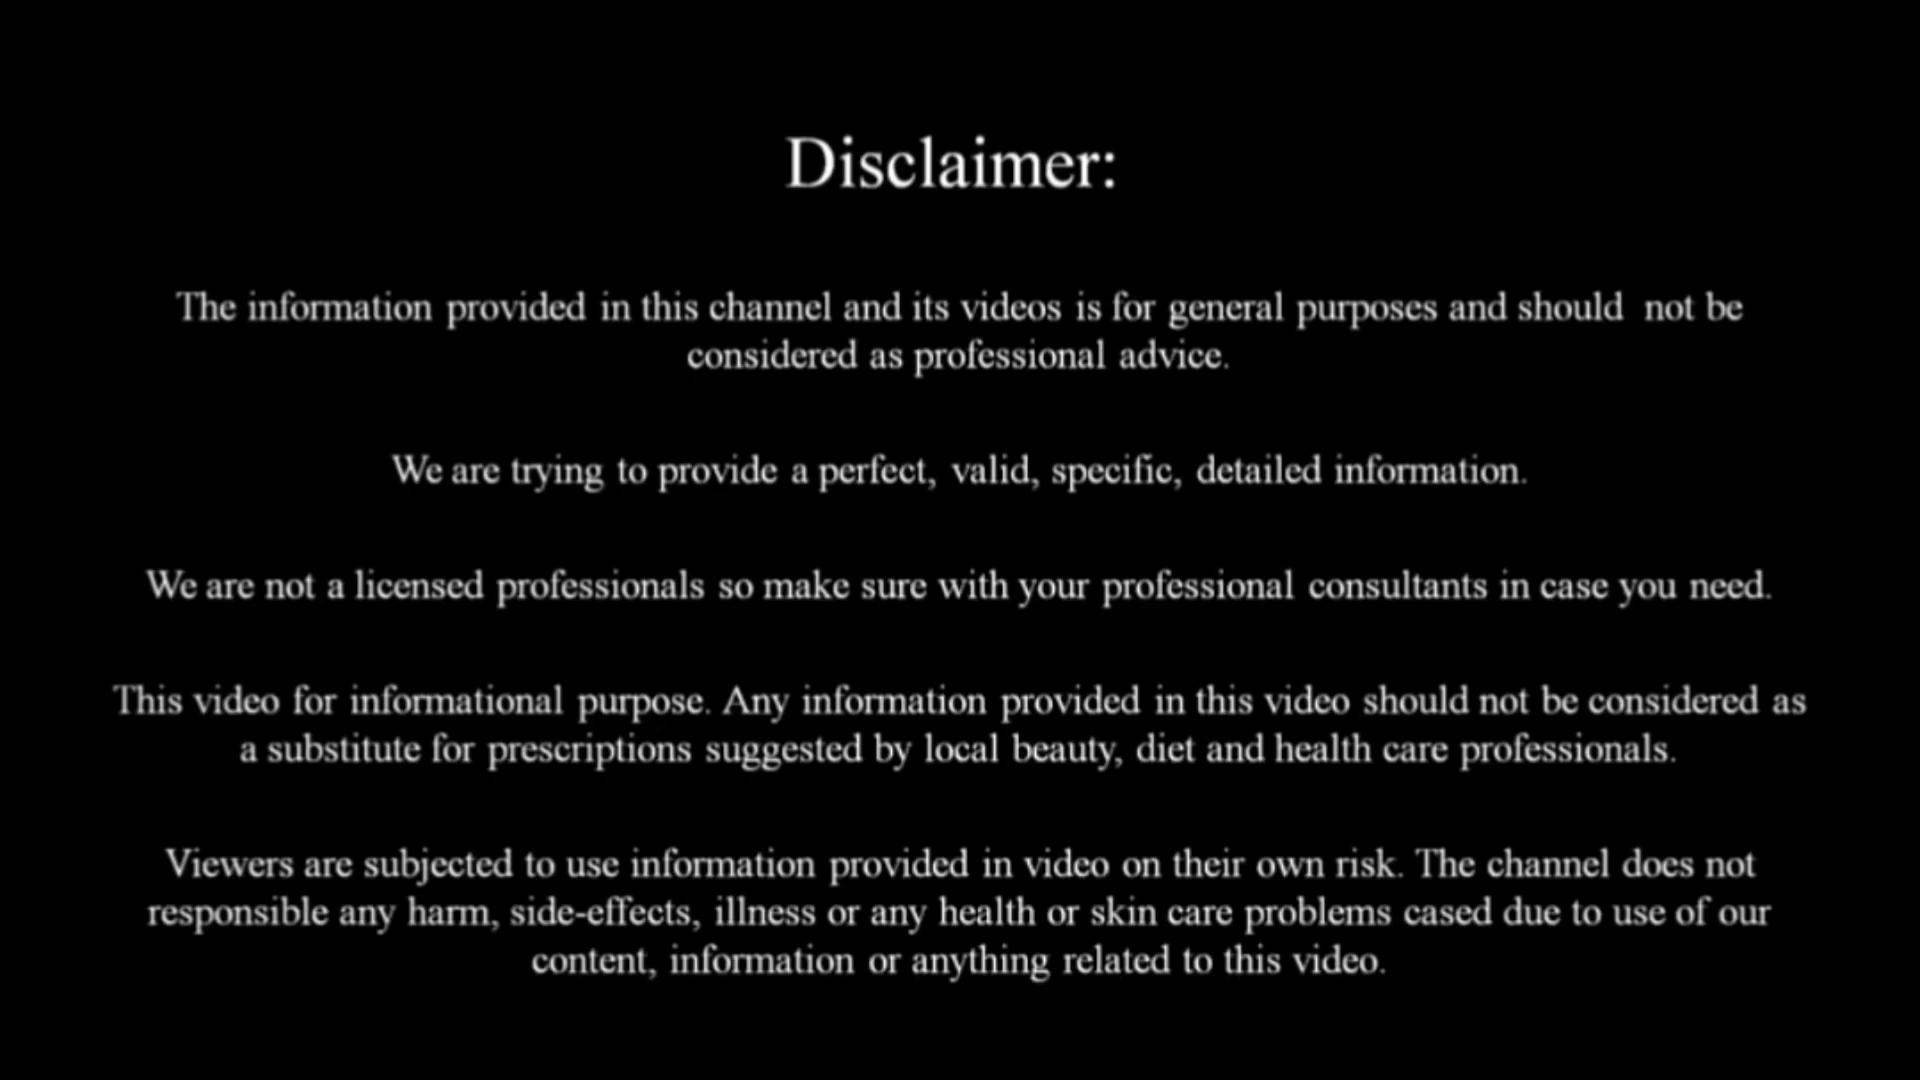 Disclaimer:
The information provided in this channel and its videos is for general purposes and should not be
considered as professional advice.
We are trying to provide a perfect, valid, specific, detailed information.
We are not a licensed professionals so make sure with your professional consultants in case you need.
This video for informational purpose. Any information provided in this video should not be considered as
a substitute for prescriptions suggested by local beauty, diet and health care professionals.
Viewers are subjected to use information provided in video on their own risk. The channel does not
responsible any harm, side-effects, illness or any health or skin care problems cased due to use of our
content, information or anything related to this video.